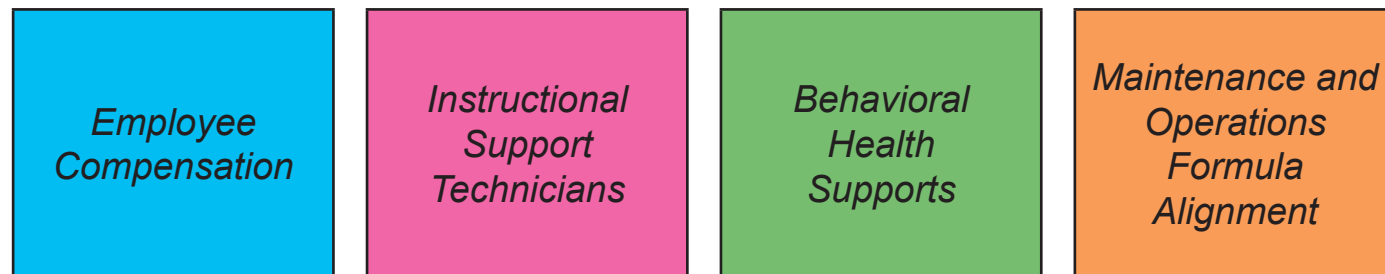 Employee
Compensation
Instructional
Support
Technicians
Behavioral
Health
Supports
Maintenance and
Operations
Formula
Alignment